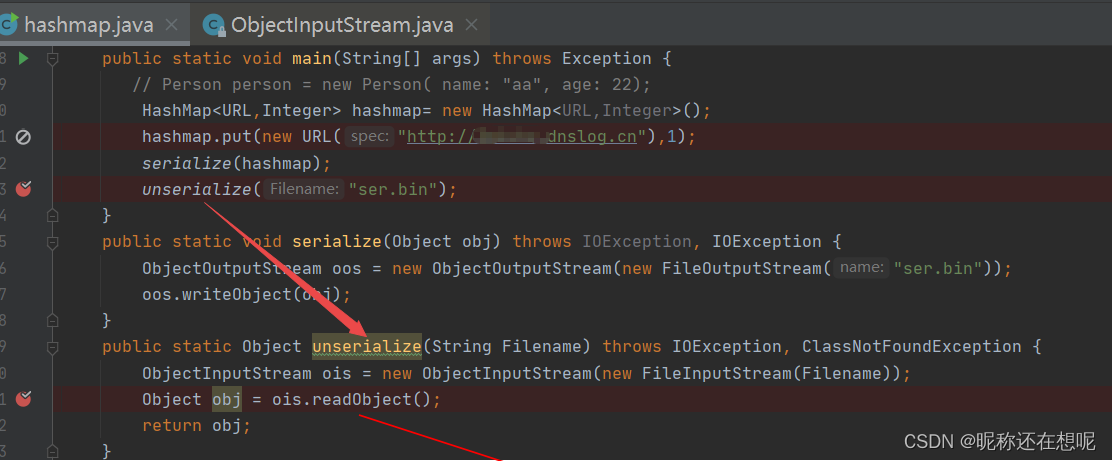 hashmap.java ObjectInputStream.java
8 public static void main(String[] args) throws Exception {
9 // Person person = new Person( name: "aa", age: 22);
0 HashMap<URL,Integer> hashmap= new HashMap<URL,Integer>();
1 hashmap.put(new URL( spec: "http:// dnslog.cn"),1);
2 serialize(hashmap);
3 unserialize( Filename: "ser.bin");
4 }
5 public static void serialize(Object obj) throws IOException, IOException {
6 ObjectOutputStream oos = new ObjectOutputStream(new FileOutputStream( name: "ser.bin"));
7 oos.writeObject(obj);
8 }
9 public static Object unserialize(String Filename) throws IOException, ClassNotFoundException {
0 ObjectInputStream ois = new ObjectInputStream(new FileInputStream(Filename));
1 Object obj = ois.readObject();
2 return obj;
3 }
CSDN @昵称还在想呢